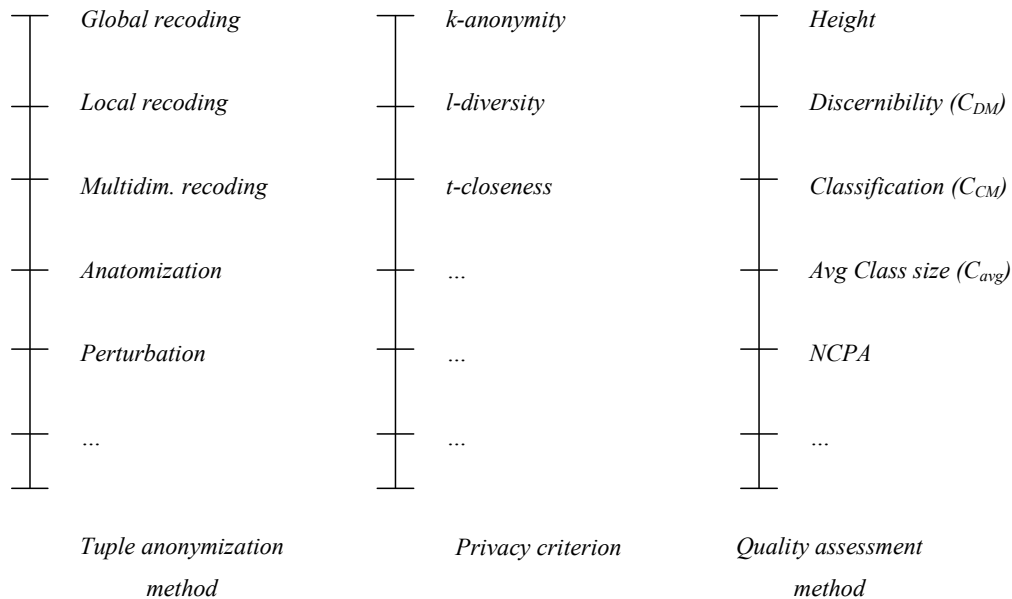 Global recoding
Local recoding
Multidim. recoding
Anatomization
Perturbation
...
Tuple anonymization
method
k-anonymity
l-diversity
t-closeness
...
...
...
Privacy criterion
Height
Discernibility (C_DM)
Classification (C_CM)
Avg Class size (C_avg)
NCPA
...
Quality assessment
method